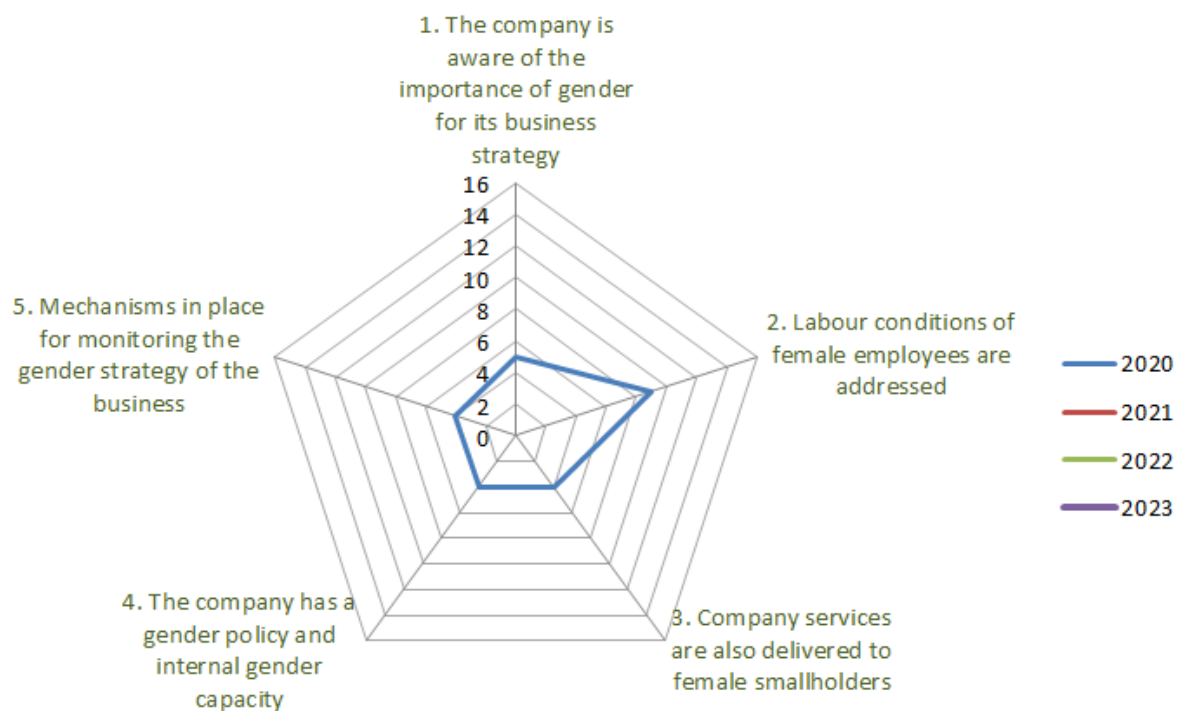 1. The company is
aware of the
importance of gender
for its business
strategy
16
14
12
10
8
6
4
2
0
5. Mechanisms in place
for monitoring the
gender strategy of the
business
2. Labour conditions of
female employees are
addressed
2020
2021
2022
2023
4. The company has a
gender policy and
internal gender
capacity
3. Company services
are also delivered to
female smallholders